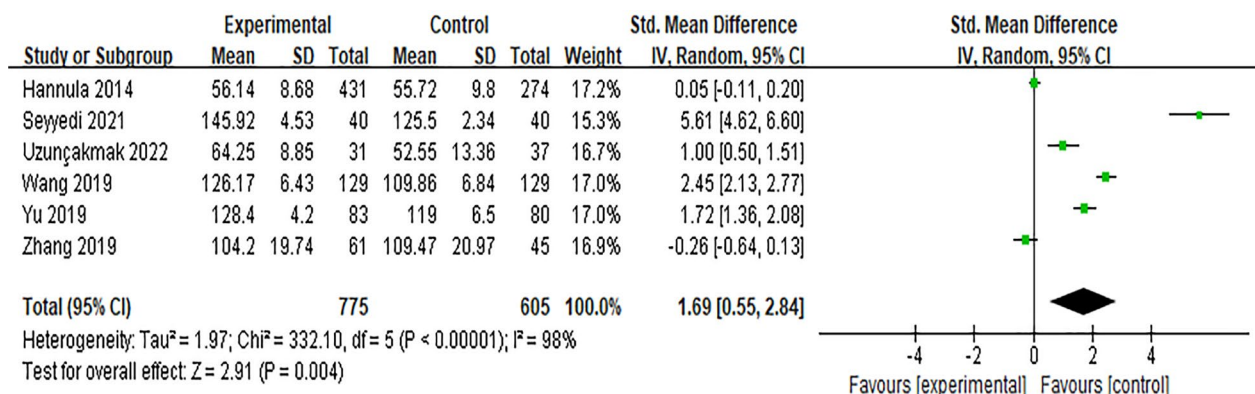 Experimental Control Std. Mean Difference Std. Mean Difference
Study or Subgroup Mean SD Total Mean SD Total Weight IV, Random, 95% CI IV, Random, 95% CI
Hannula 2014 56.14 8.68 431 55.72 9.8 274 17.2% 0.05 [-0.11, 0.20]
Seyyedi 2021 145.92 4.53 40 125.5 2.34 40 15.3% 5.61 [4.62, 6.60]
Uzunçakmak 2022 64.25 8.85 31 52.55 13.36 37 16.7% 1.00 [0.50, 1.51]
Wang 2019 126.17 6.43 129 109.86 6.84 129 17.0% 2.45 [2.13, 2.77]
Yu 2019 128.4 4.2 83 119 6.5 80 17.0% 1.72 [1.36, 2.08]
Zhang 2019 104.2 19.74 61 109.47 20.97 45 16.9% -0.26 [-0.64, 0.13]
Total (95% CI) 775 605 100.0% 1.69 [0.55, 2.84]
Heterogeneity: Tau² = 1.97; Chi² = 332.10, df = 5 (P < 0.00001); I² = 98%
Test for overall effect: Z = 2.91 (P = 0.004)
-4 -2 0 2 4
Favours [experimental] Favours [control]